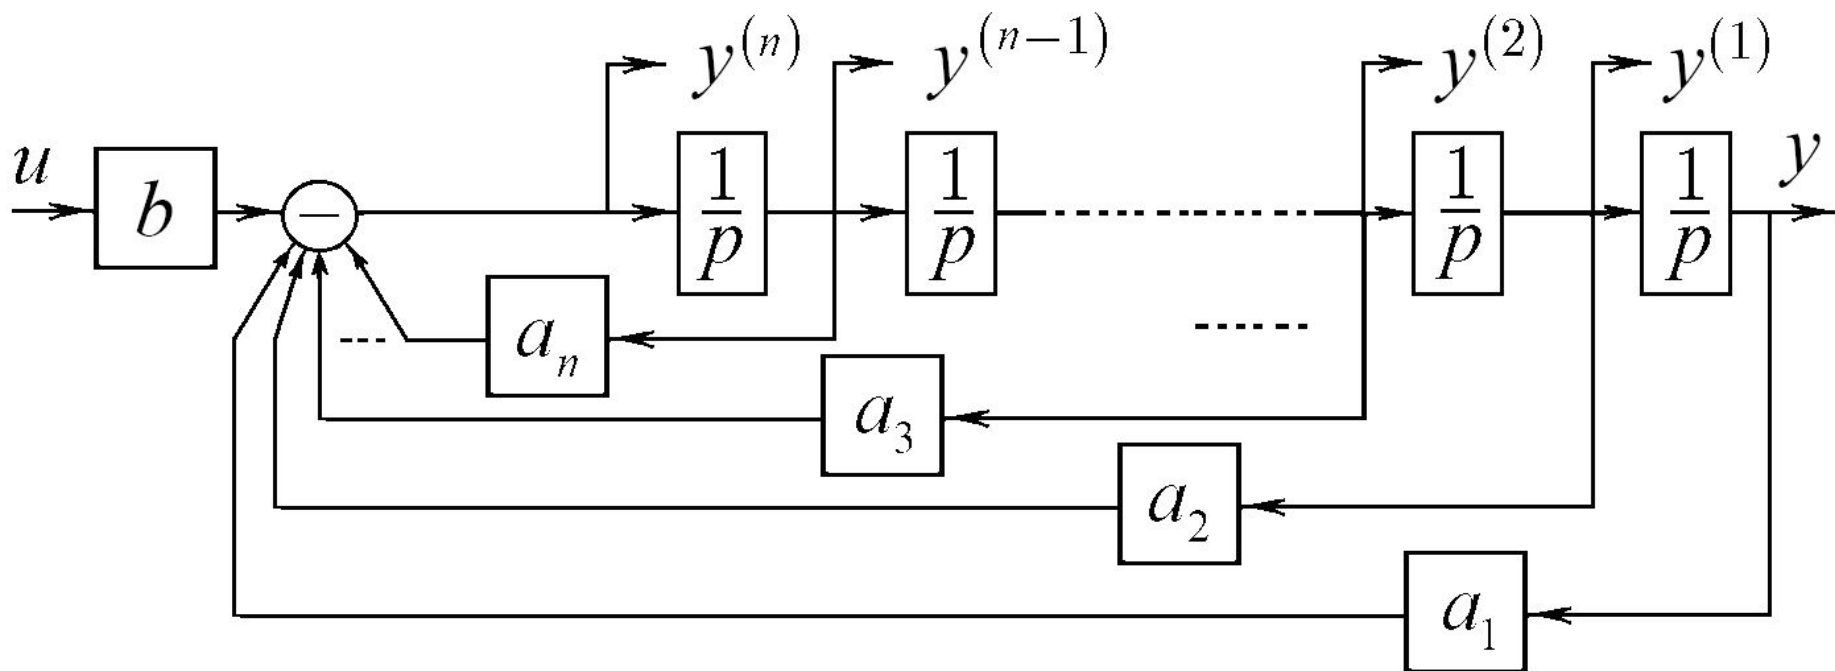 y^(n) y^(n−1) y^(2) y^(1)
u b − 1/p 1/p 1/p 1/p y
a_n
a_3
a_2
a_1